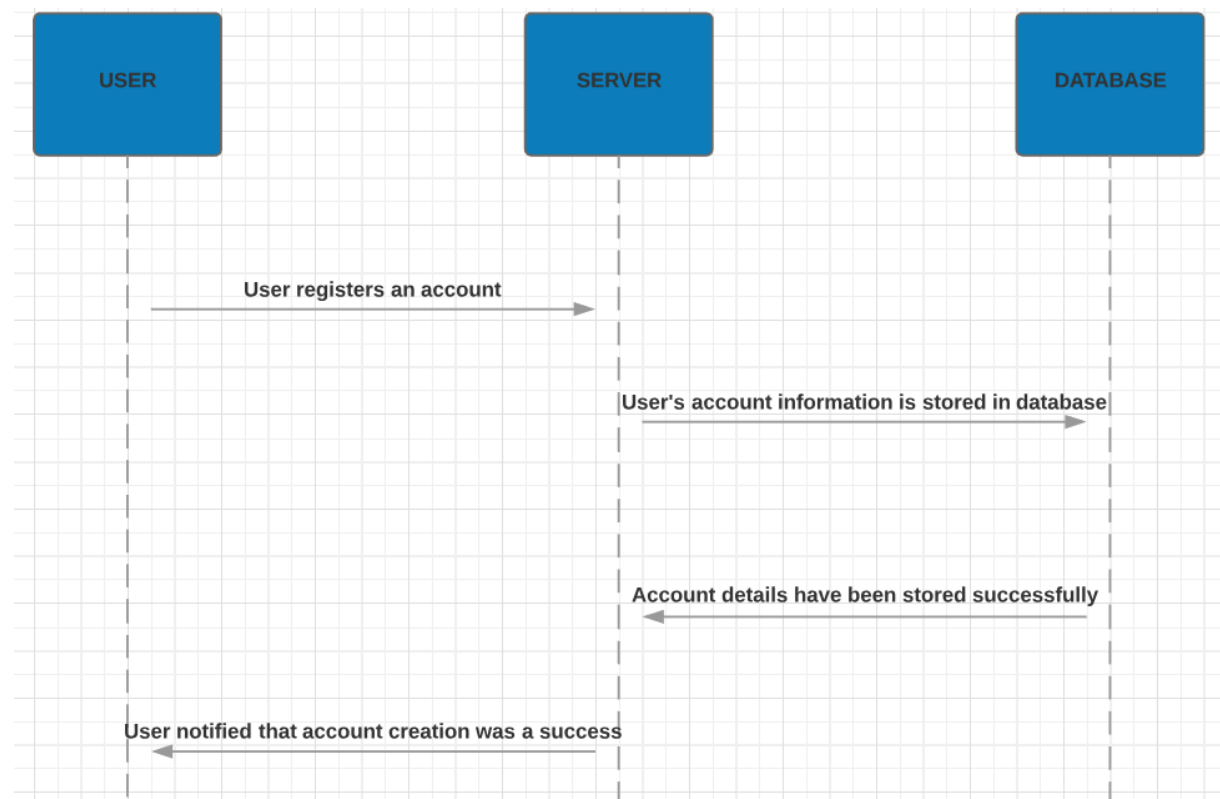 USER
SERVER
DATABASE
User registers an account
User's account information is stored in database
Account details have been stored successfully
User notified that account creation was a success